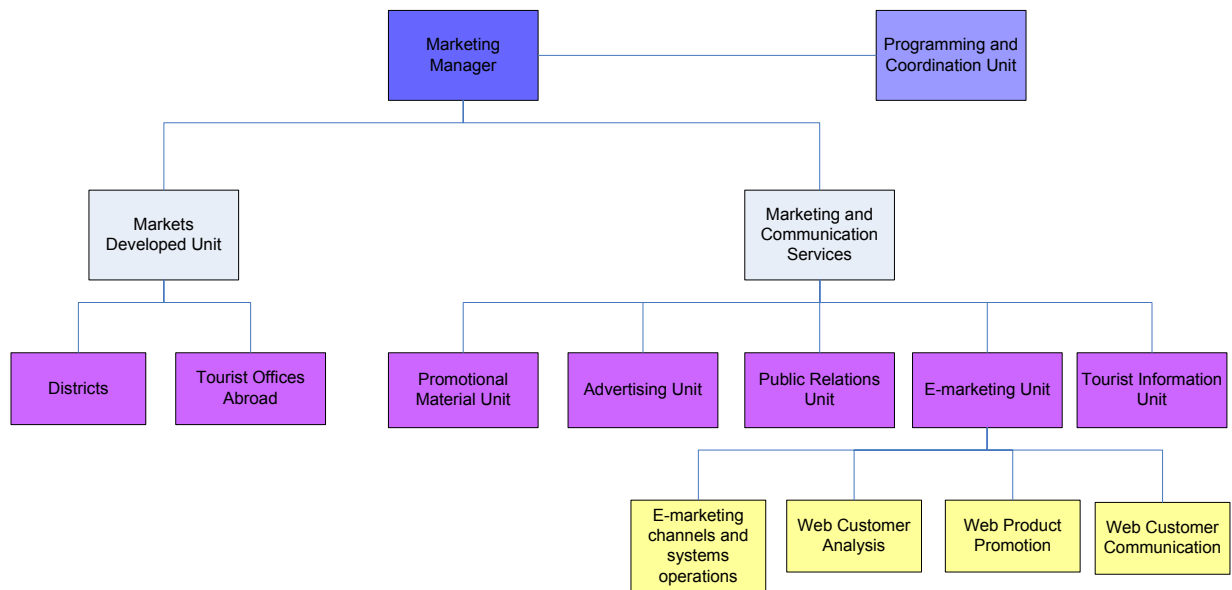 Marketing
Manager
Programming and
Coordination Unit
Markets
Developed Unit
Marketing and
Communication
Services
Districts
Tourist Offices
Abroad
Promotional
Material Unit
Advertising Unit
Public Relations
Unit
E-marketing Unit
Tourist Information
Unit
E-marketing
channels and
systems
operations
Web Customer
Analysis
Web Product
Promotion
Web Customer
Communication